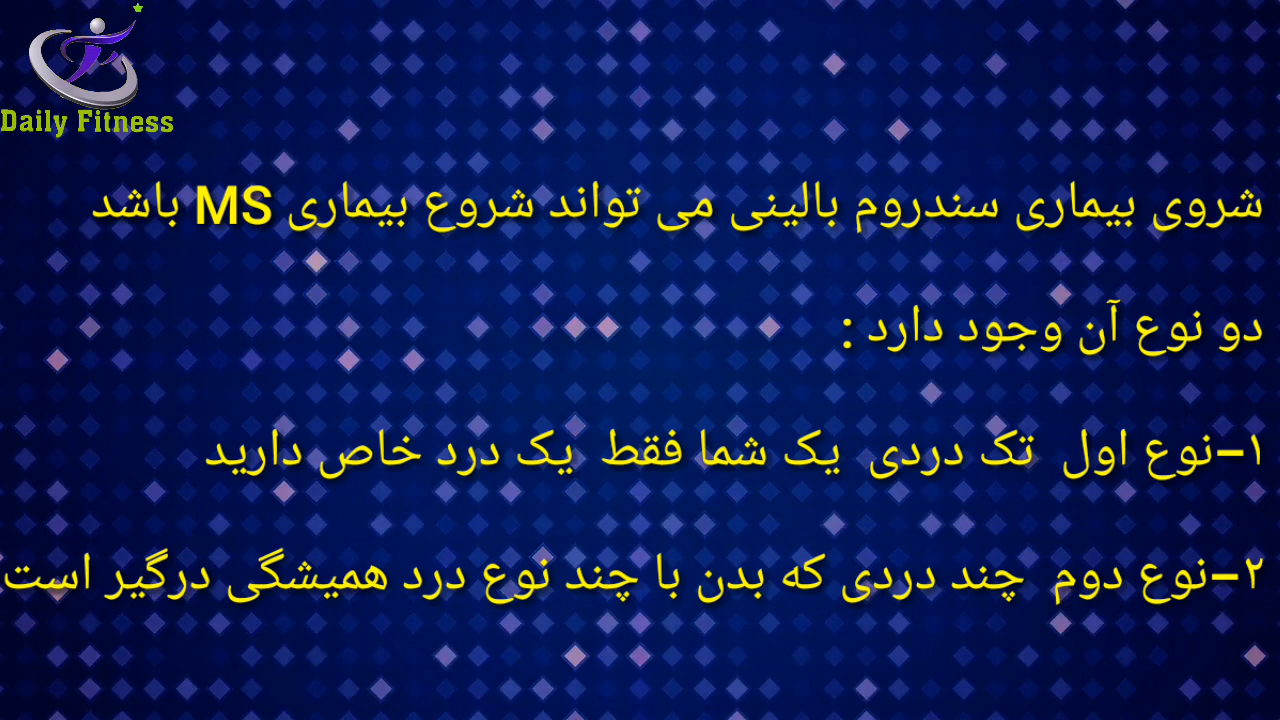 Daily Fitness
شروی بیماری سندروم بالینی می تواند شروع بیماری MS باشد
دو نوع آن وجود دارد :
۱–نوع اول تک دردی یک شما فقط یک درد خاص دارید
۲–نوع دوم چند دردی که بدن با چند نوع درد همیشگی درگیر است